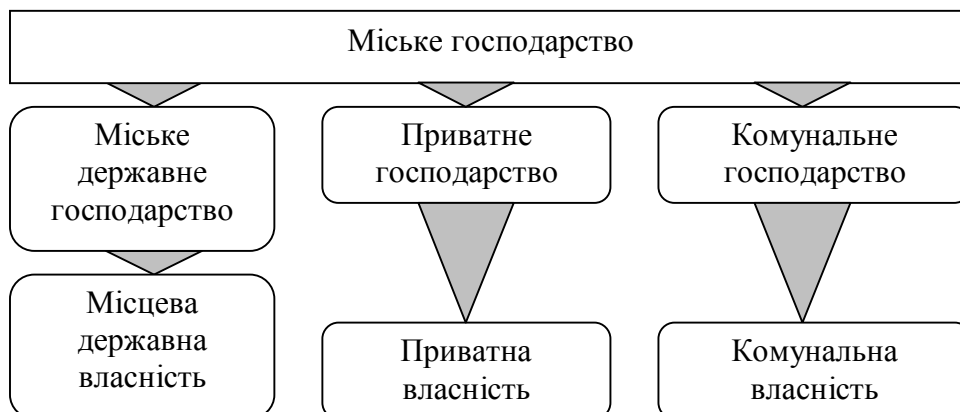 Міське господарство
Міське
державне
господарство
Приватне
господарство
Комунальне
господарство
Місцева
державна
власність
Приватна
власність
Комунальна
власність